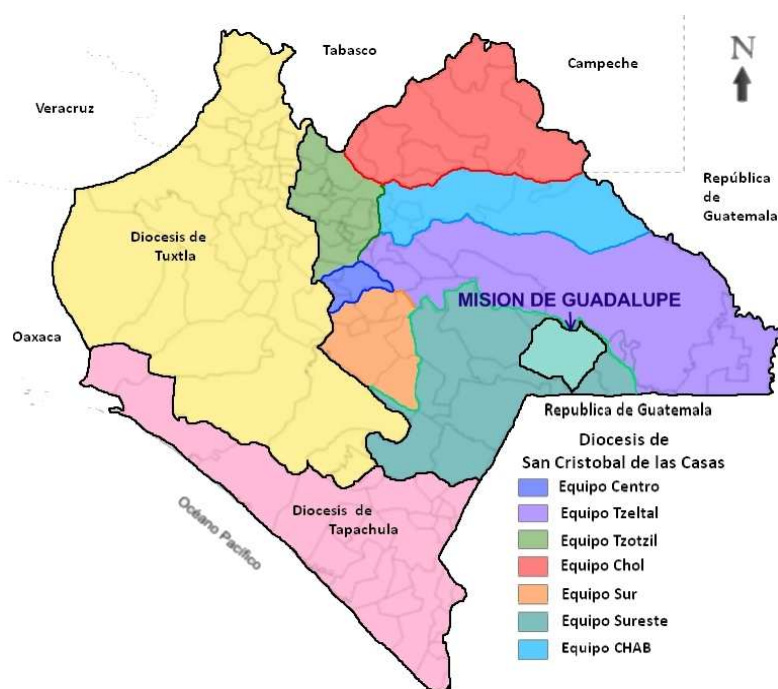 Tabasco
Campeche
N
Veracruz
República
de
Guatemala
Diocesis de
Tuxtla
MISION DE GUADALUPE
Oaxaca
Republica de Guatemala
Diocesis de
San Cristobal de las Casas
Equipo Centro
Equipo Tzeltal
Equipo Tzotzil
Equipo Chol
Equipo Sur
Equipo Sureste
Equipo CHAB
Diocesis de
Tapachula
Océano Pacífico